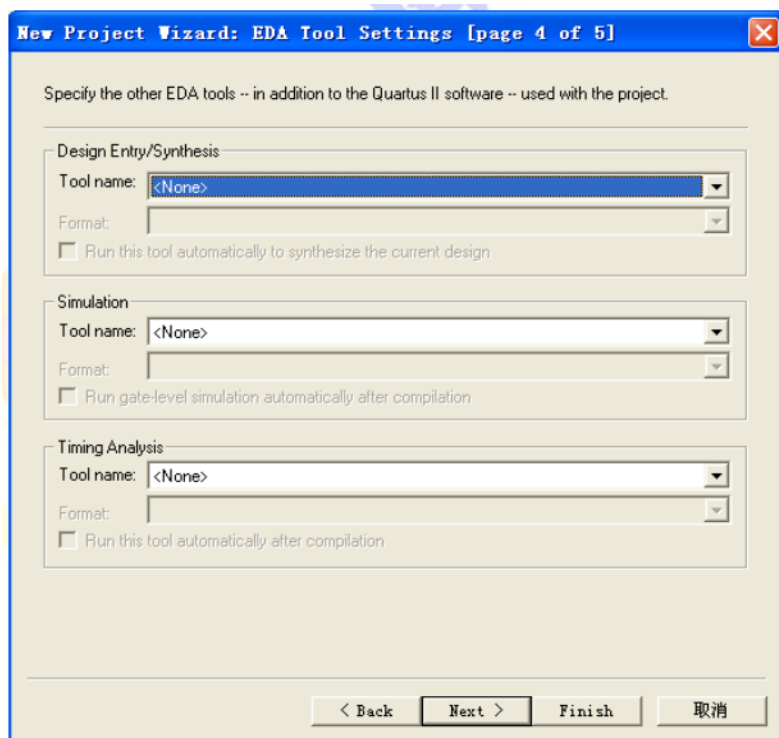 New Project Wizard: EDA Tool Settings [page 4 of 5]
Specify the other EDA tools -- in addition to the Quartus II software -- used with the project.
Design Entry/Synthesis
Tool name: <None>
Format:
Run this tool automatically to synthesize the current design
Simulation
Tool name: <None>
Format:
Run gate-level simulation automatically after compilation
Timing Analysis
Tool name: <None>
Format:
Run this tool automatically after compilation
< Back Next > Finish 取消